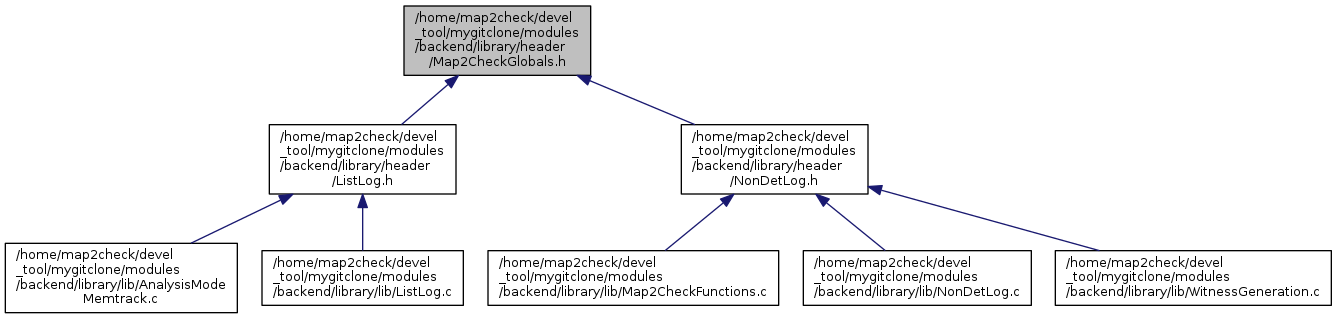 /home/map2check/devel
_tool/mygitclone/modules
/backend/library/header
/Map2CheckGlobals.h
/home/map2check/devel
_tool/mygitclone/modules
/backend/library/header
/ListLog.h
/home/map2check/devel
_tool/mygitclone/modules
/backend/library/header
/NonDetLog.h
/home/map2check/devel
_tool/mygitclone/modules
/backend/library/lib/AnalysisMode
Memtrack.c
/home/map2check/devel
_tool/mygitclone/modules
/backend/library/lib/ListLog.c
/home/map2check/devel
_tool/mygitclone/modules
/backend/library/lib/Map2CheckFunctions.c
/home/map2check/devel
_tool/mygitclone/modules
/backend/library/lib/NonDetLog.c
/home/map2check/devel
_tool/mygitclone/modules
/backend/library/lib/WitnessGeneration.c